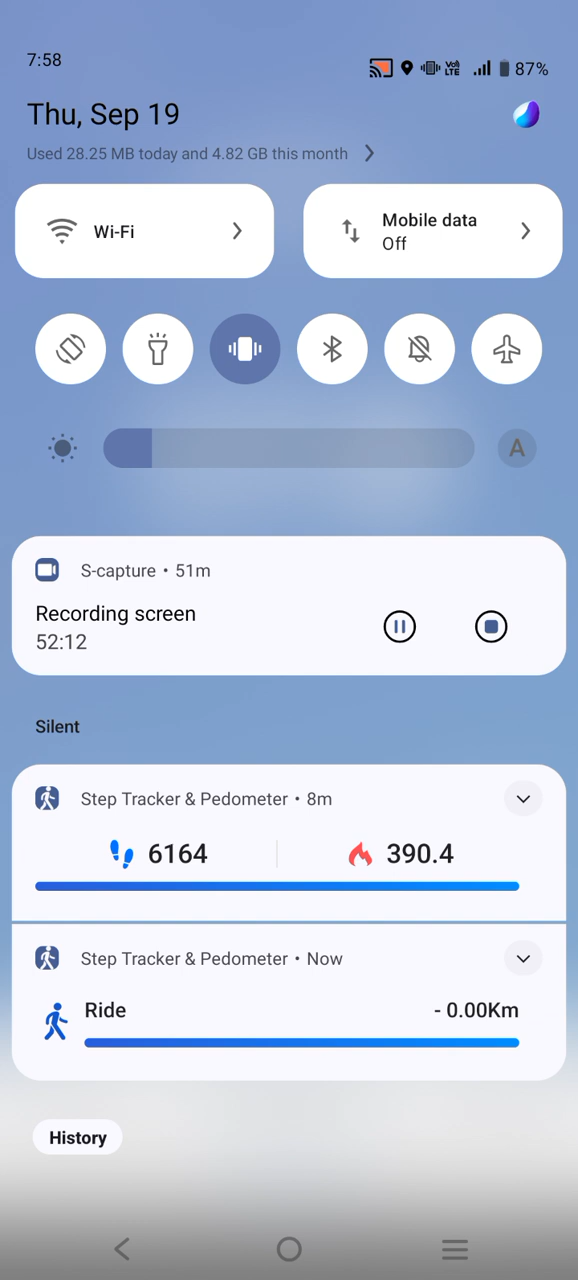 7:58
Vo) LTE 87%
Thu, Sep 19
Used 28.25 MB today and 4.82 GB this month
Wi-Fi
Mobile data
Off
A
S-capture • 51m
Recording screen
52:12
Silent
Step Tracker & Pedometer • 8m
6164 390.4
Step Tracker & Pedometer • Now
Ride - 0.00Km
History